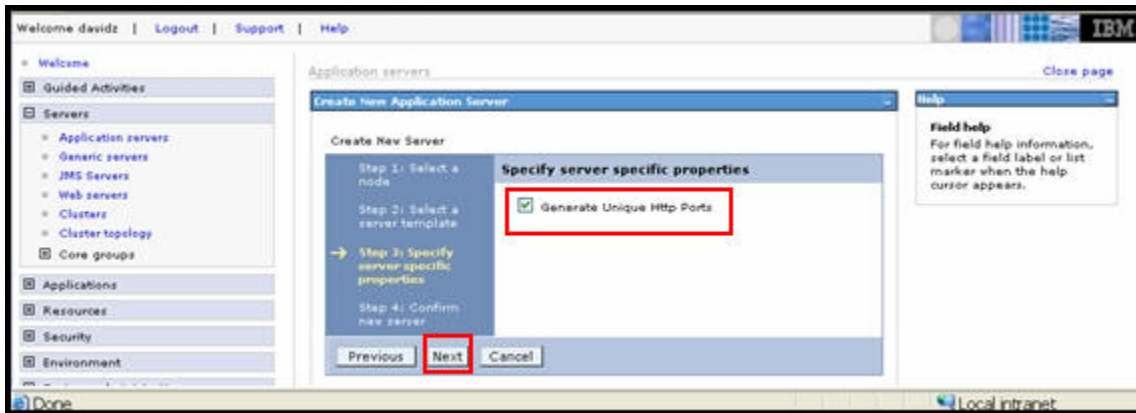 Welcome davidz | Logout | Support | Help
IBM
Welcome
Guided Activities
Servers
Application servers
Generic servers
JMS Servers
Web servers
Clusters
Cluster topology
Core groups
Applications
Resources
Security
Environment
Application servers
Close page
Create New Application Server
Create New Server
Step 1: Select a node
Step 2: Select a server template
Step 3: Specify server specific properties
Step 4: Confirm new server
Specify server specific properties
Generate Unique Http Ports
Previous
Next
Cancel
Help
Field help
For field help information,
select a field label or list
marker when the help
cursor appears.
Done
Local intranet